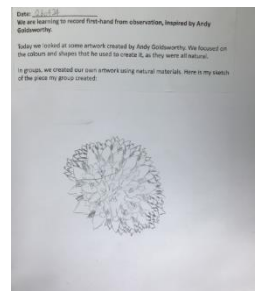 Date:
We are learning to record first-hand from observation, inspired by Andy
Goldsworthy.
Today we looked at some artwork created by Andy Goldsworthy. We focused on
the colours and shapes that he used to create it, as they were all natural.
In groups, we created our own artwork using natural materials. Here is my sketch
of the piece my group created: